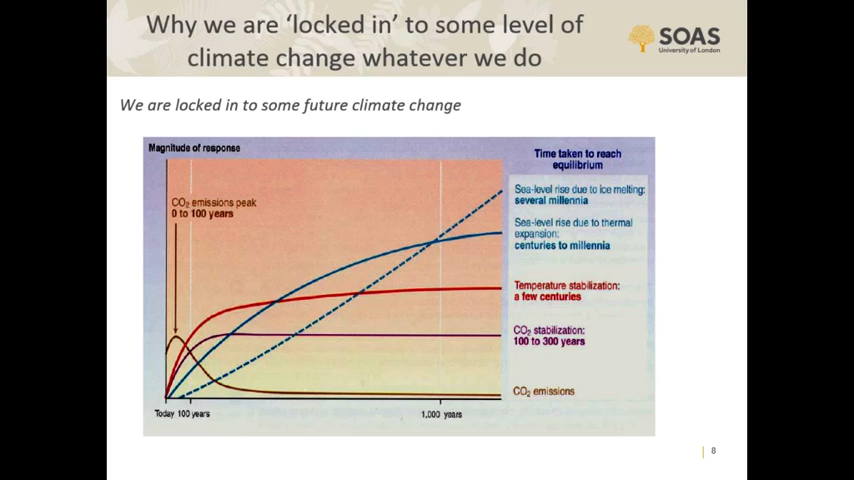 Why we are ‘locked in’ to some level of
climate change whatever we do
SOAS
University of London
We are locked in to some future climate change
Magnitude of response
Time taken to reach
equilibrium
CO₂ emissions peak
0 to 100 years
Sea-level rise due to ice melting:
several millennia
Sea-level rise due to thermal
expansion:
centuries to millennia
Temperature stabilization:
a few centuries
CO₂ stabilization:
100 to 300 years
CO₂ emissions
Today 100 years
1,000 years
8